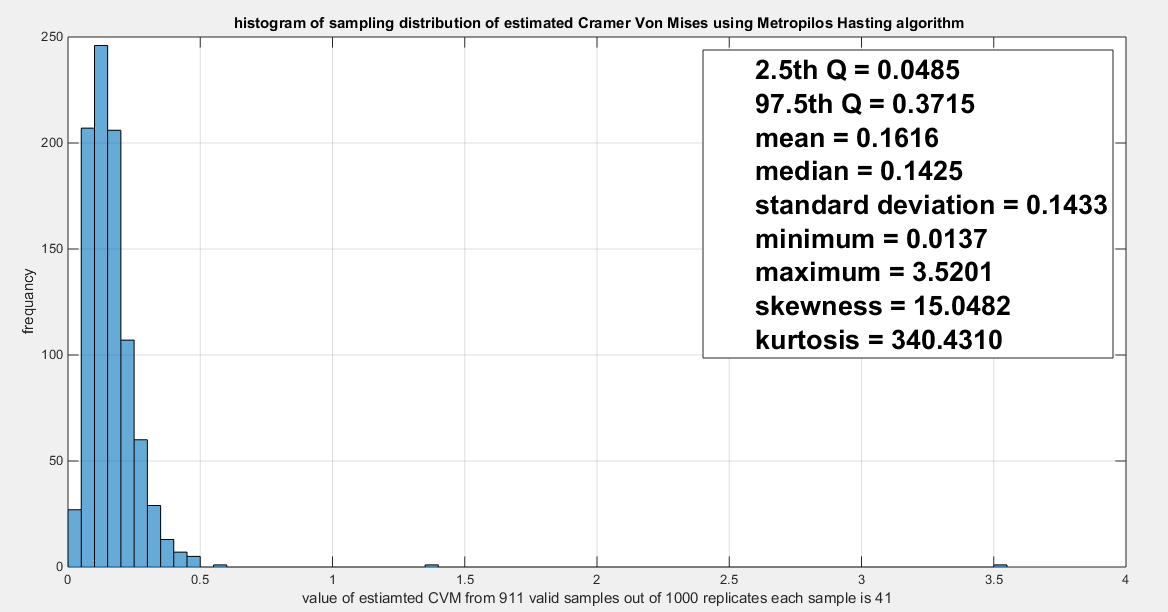 histogram of sampling distribution of estimated Cramer Von Mises using Metropilos Hasting algorithm
250
200
150
100
50
0
frequancy
2.5th Q = 0.0485
97.5th Q = 0.3715
mean = 0.1616
median = 0.1425
standard deviation = 0.1433
minimum = 0.0137
maximum = 3.5201
skewness = 15.0482
kurtosis = 340.4310
0 0.5 1 1.5 2 2.5 3 3.5 4
value of estiamted CVM from 911 valid samples out of 1000 replicates each sample is 41